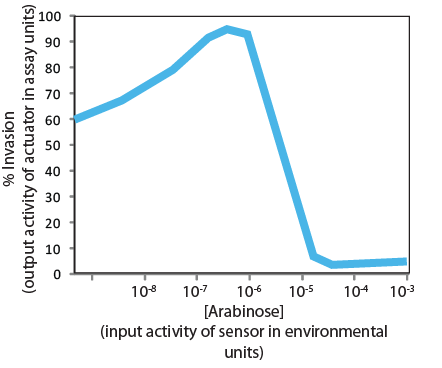 % Invasion
(output activity of actuator in assay units)
100
90
80
70
60
50
40
30
20
10
0
10-8 10-7 10-6 10-5 10-4 10-3
[Arabinose]
(input activity of sensor in environmental
units)